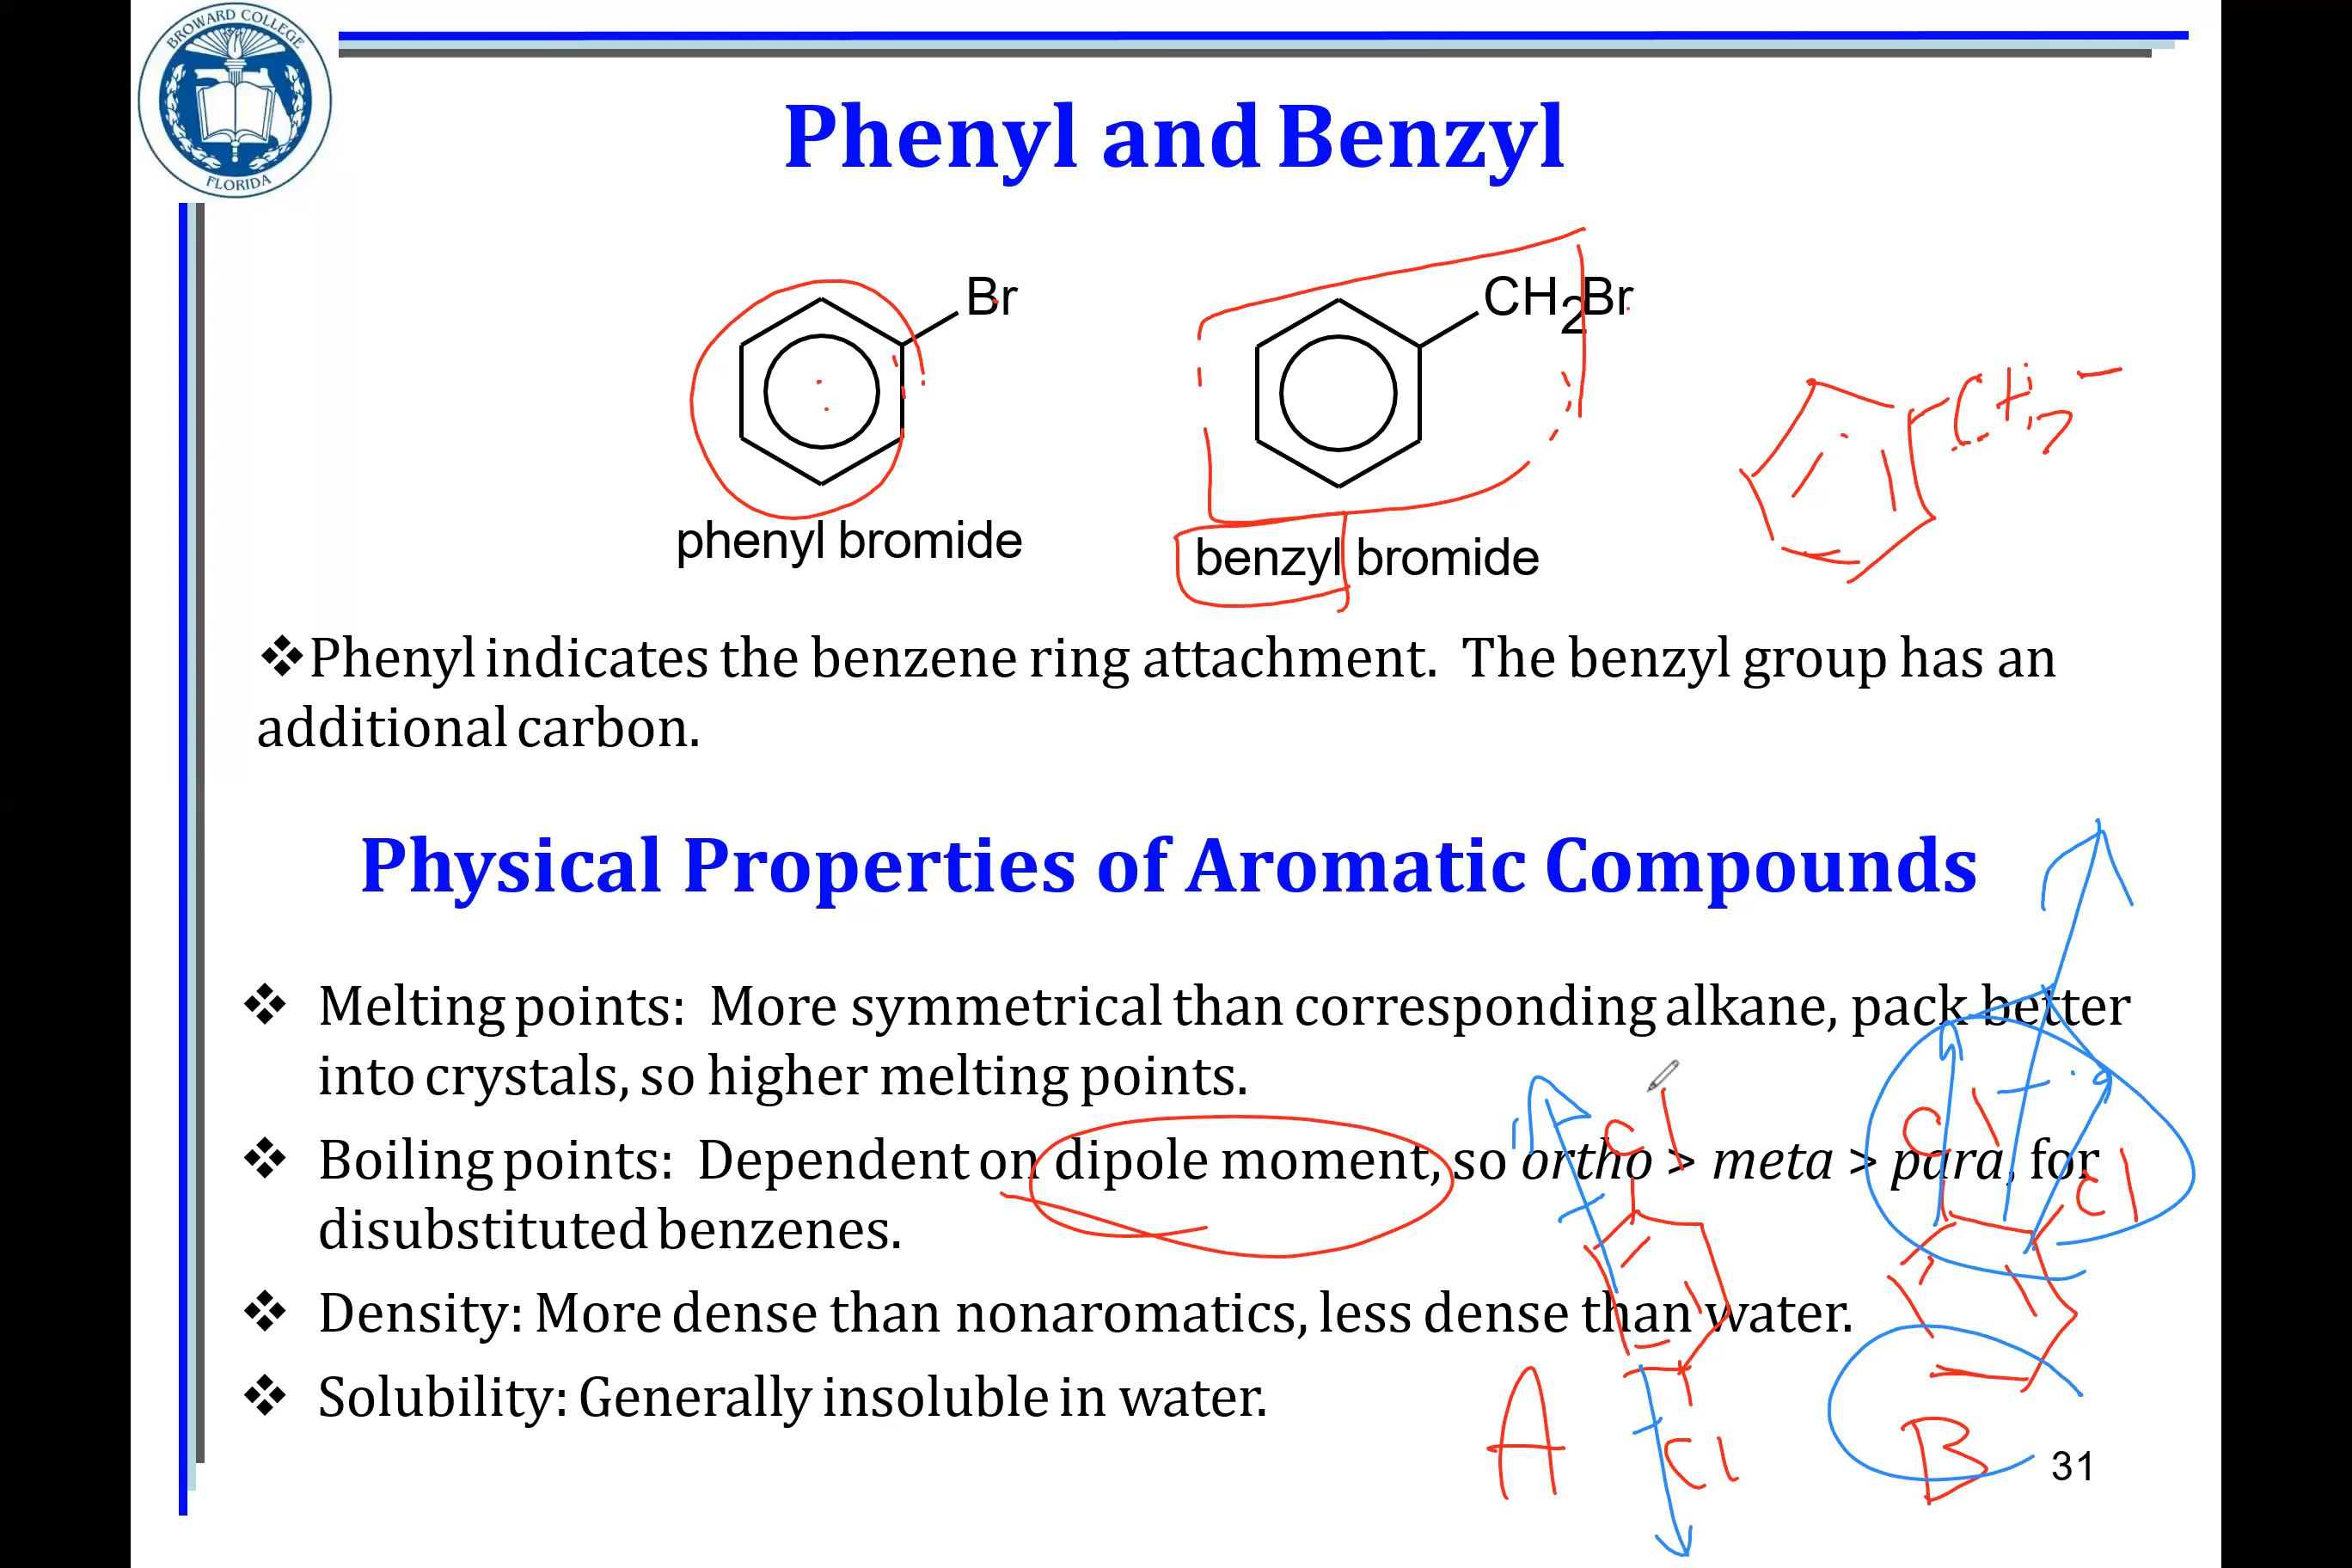 BROWARD COLLEGE
FLORIDA
Phenyl and Benzyl
Br
CH2Br
CH2 –
phenyl bromide
benzyl bromide
❖Phenyl indicates the benzene ring attachment. The benzyl group has an
additional carbon.
Physical Properties of Aromatic Compounds
❖ Melting points: More symmetrical than corresponding alkane, pack better
into crystals, so higher melting points.
❖ Boiling points: Dependent on dipole moment, so ortho > meta > para, for
disubstituted benzenes.
❖ Density: More dense than nonaromatics, less dense than water.
❖ Solubility: Generally insoluble in water.
Cl
Cl
A
Cl
Cl
B
31